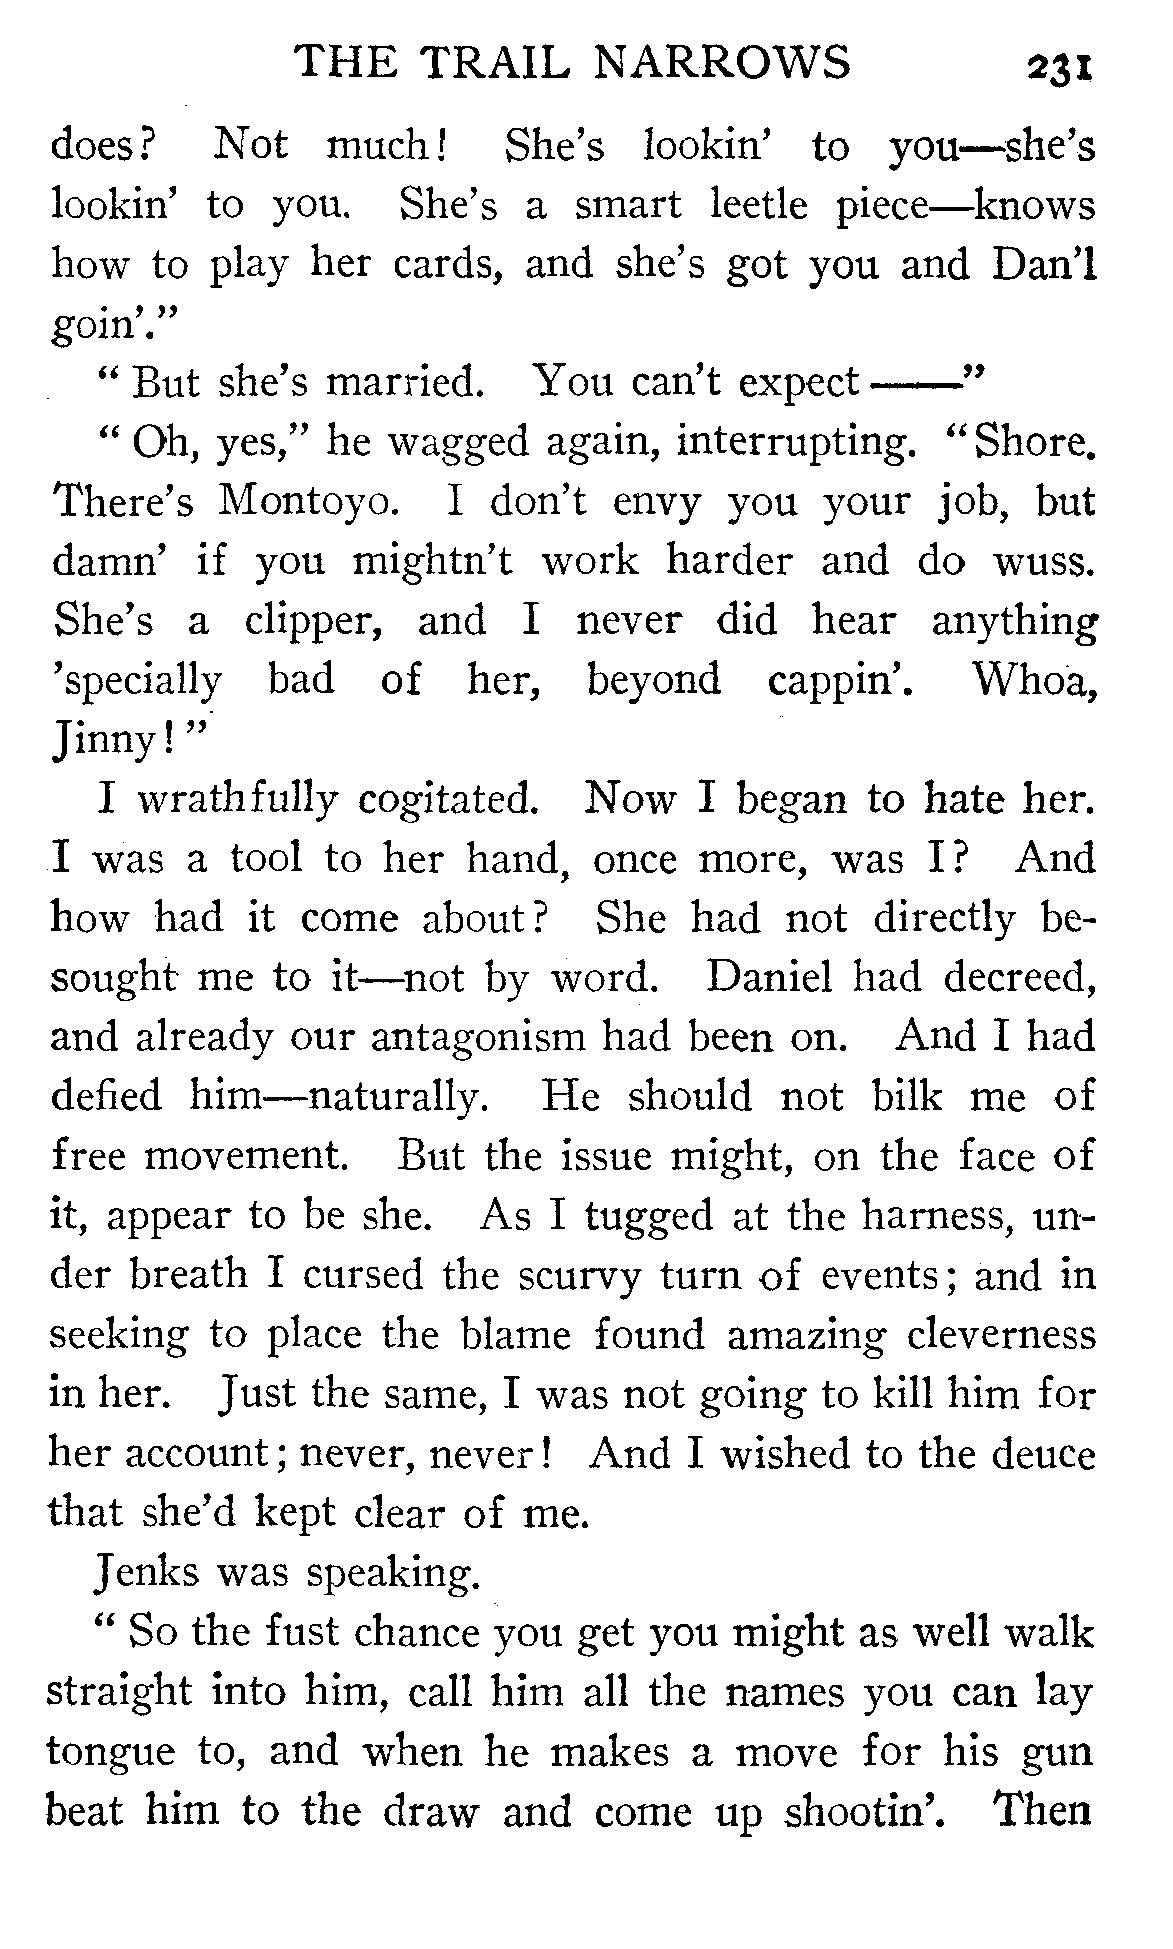 THE TRAIL NARROWS 231
does? Not much! She's lookin' to you—she's
lookin' to you. She's a smart leetle piece—knows
how to play her cards, and she's got you and Dan'l
goin'."
"But she's married. You can't expect——"
"Oh, yes," he wagged again, interrupting. "Shore.
There's Montoyo. I don't envy you your job, but
damn' if you mightn't work harder and do wuss.
She's a clipper, and I never did hear anything
'specially bad of her, beyond cappin'. Whoa,
Jinny!"
I wrathfully cogitated. Now I began to hate her.
I was a tool to her hand, once more, was I? And
how had it come about? She had not directly be-
sought me to it—not by word. Daniel had decreed,
and already our antagonism had been on. And I had
defied him—naturally. He should not bilk me of
free movement. But the issue might, on the face of
it, appear to be she. As I tugged at the harness, un-
der breath I cursed the scurvy turn of events; and in
seeking to place the blame found amazing cleverness
in her. Just the same, I was not going to kill him for
her account; never, never! And I wished to the deuce
that she'd kept clear of me.
Jenks was speaking.
"So the fust chance you get you might as well walk
straight into him, call him all the names you can lay
tongue to, and when he makes a move for his gun
beat him to the draw and come up shootin'. Then